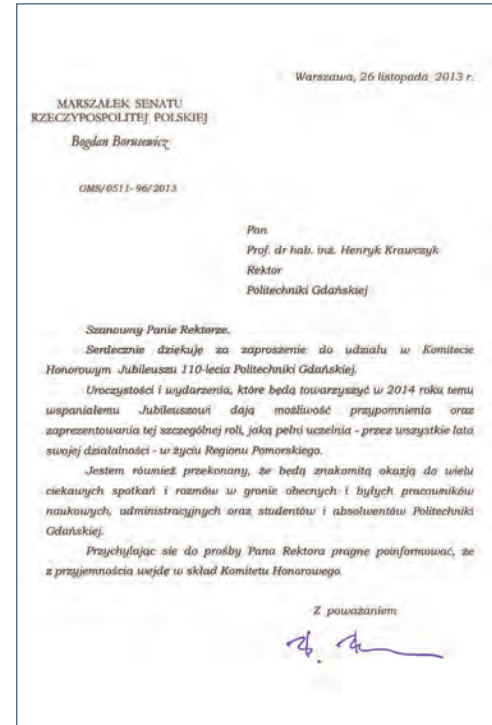 Warszawa, 26 listopada 2013 r.
MARSZAŁEK SENATU
RZECZYPOSPOLITEJ POLSKIEJ
Bogdan Borusewicz
GMS/0511-96/2013
Pan
Prof. dr hab. inż. Henryk Krawczyk
Rektor
Politechniki Gdańskiej
Szanowny Panie Rektorze.
Serdecznie dziękuję za zaproszenie do udziału w Komitecie
Honorowym Jubileuszu 110-lecia Politechniki Gdańskiej.
Uroczystości i wydarzenia, które będą towarzyszyć w 2014 roku temu
wspaniałemu Jubileuszowi dają możliwość przypomnienia oraz
zaprezentowania tej szczególnej roli, jaką pełni uczelnia - przez wszystkie lata
swojej działalności - w życiu Regionu Pomorskiego.
Jestem również przekonany, że będą znakomitą okazją do wielu
ciekawych spotkań i rozmów w gronie obecnych i byłych pracowników
naukowych, administracyjnych oraz studentów i absolwentów Politechniki
Gdańskiej.
Przychylając sie do prośby Pana Rektora pragnę poinformować, że
z przyjemnością wejdę w skład Komitetu Honorowego.
Z poważaniem